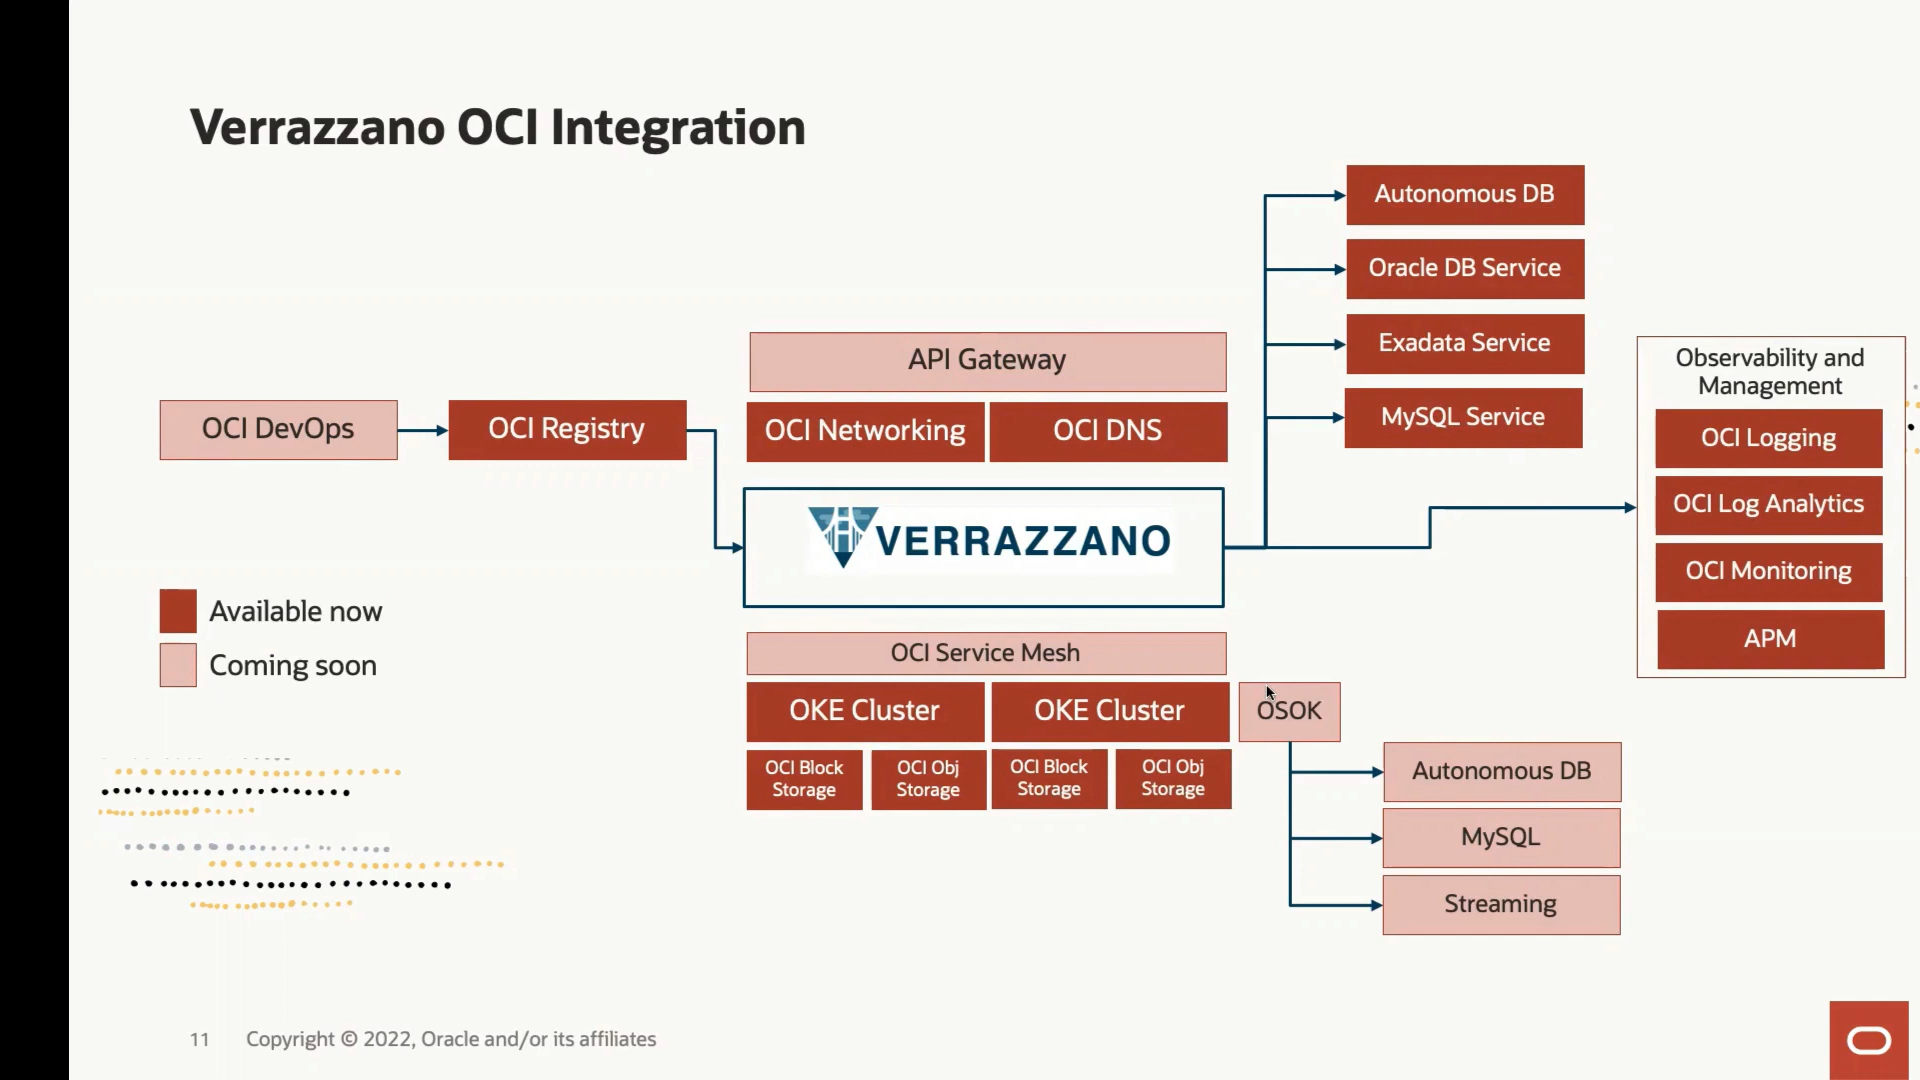 Verrazzano OCI Integration
Autonomous DB
Oracle DB Service
Exadata Service
MySQL Service
API Gateway
OCI Networking
OCI DNS
OCI DevOps
OCI Registry
VERRAZZANO
Observability and
Management
OCI Logging
OCI Log Analytics
OCI Monitoring
APM
Available now
Coming soon
OCI Service Mesh
OKE Cluster
OKE Cluster
OSOK
OCI Block
Storage
OCI Obj
Storage
OCI Block
Storage
OCI Obj
Storage
Autonomous DB
MySQL
Streaming
11
Copyright © 2022, Oracle and/or its affiliates